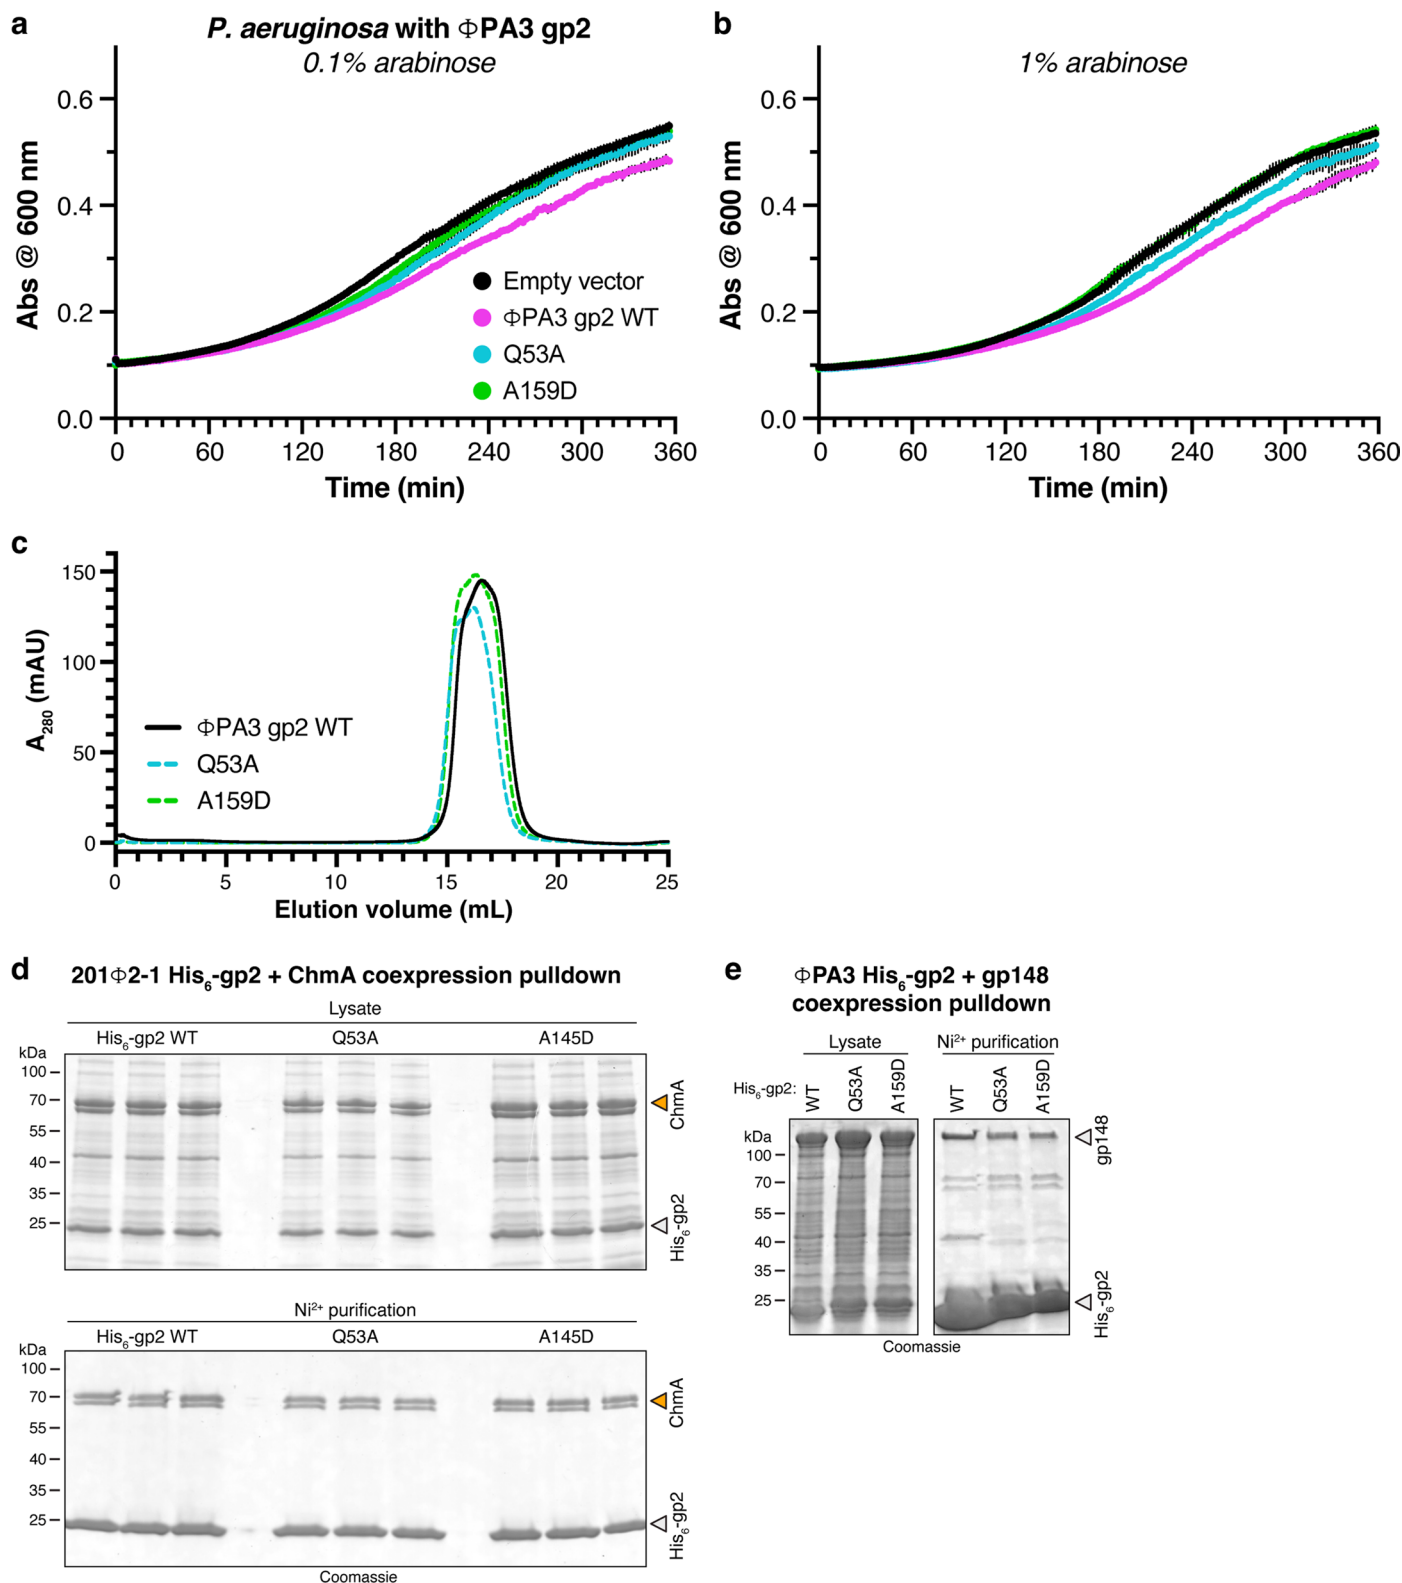 a
P. aeruginosa with ΦPA3 gp2
0.1% arabinose
Abs @ 600 nm
0.6
0.4
0.2
0.0
Empty vector
ΦPA3 gp2 WT
Q53A
A159D
0 60 120 180 240 300 360
Time (min)
b
1% arabinose
Abs @ 600 nm
0.6
0.4
0.2
0.0
0 60 120 180 240 300 360
Time (min)
c
A280 (mAU)
150
100
50
0
ΦPA3 gp2 WT
Q53A
A159D
0 5 10 15 20 25
Elution volume (mL)
d
201Φ2-1 His6-gp2 + ChmA coexpression pulldown
Lysate
His6-gp2 WT Q53A A145D
kDa
100
70
55
40
35
25
ChmA
His6-gp2
Ni2+ purification
His6-gp2 WT Q53A A145D
kDa
100
70
55
40
35
25
ChmA
His6-gp2
Coomassie
e
ΦPA3 His6-gp2 + gp148
coexpression pulldown
Lysate Ni2+ purification
His6-gp2: WT Q53A A159D WT Q53A A159D
kDa
100
70
55
40
35
25
gp148
His6-gp2
Coomassie